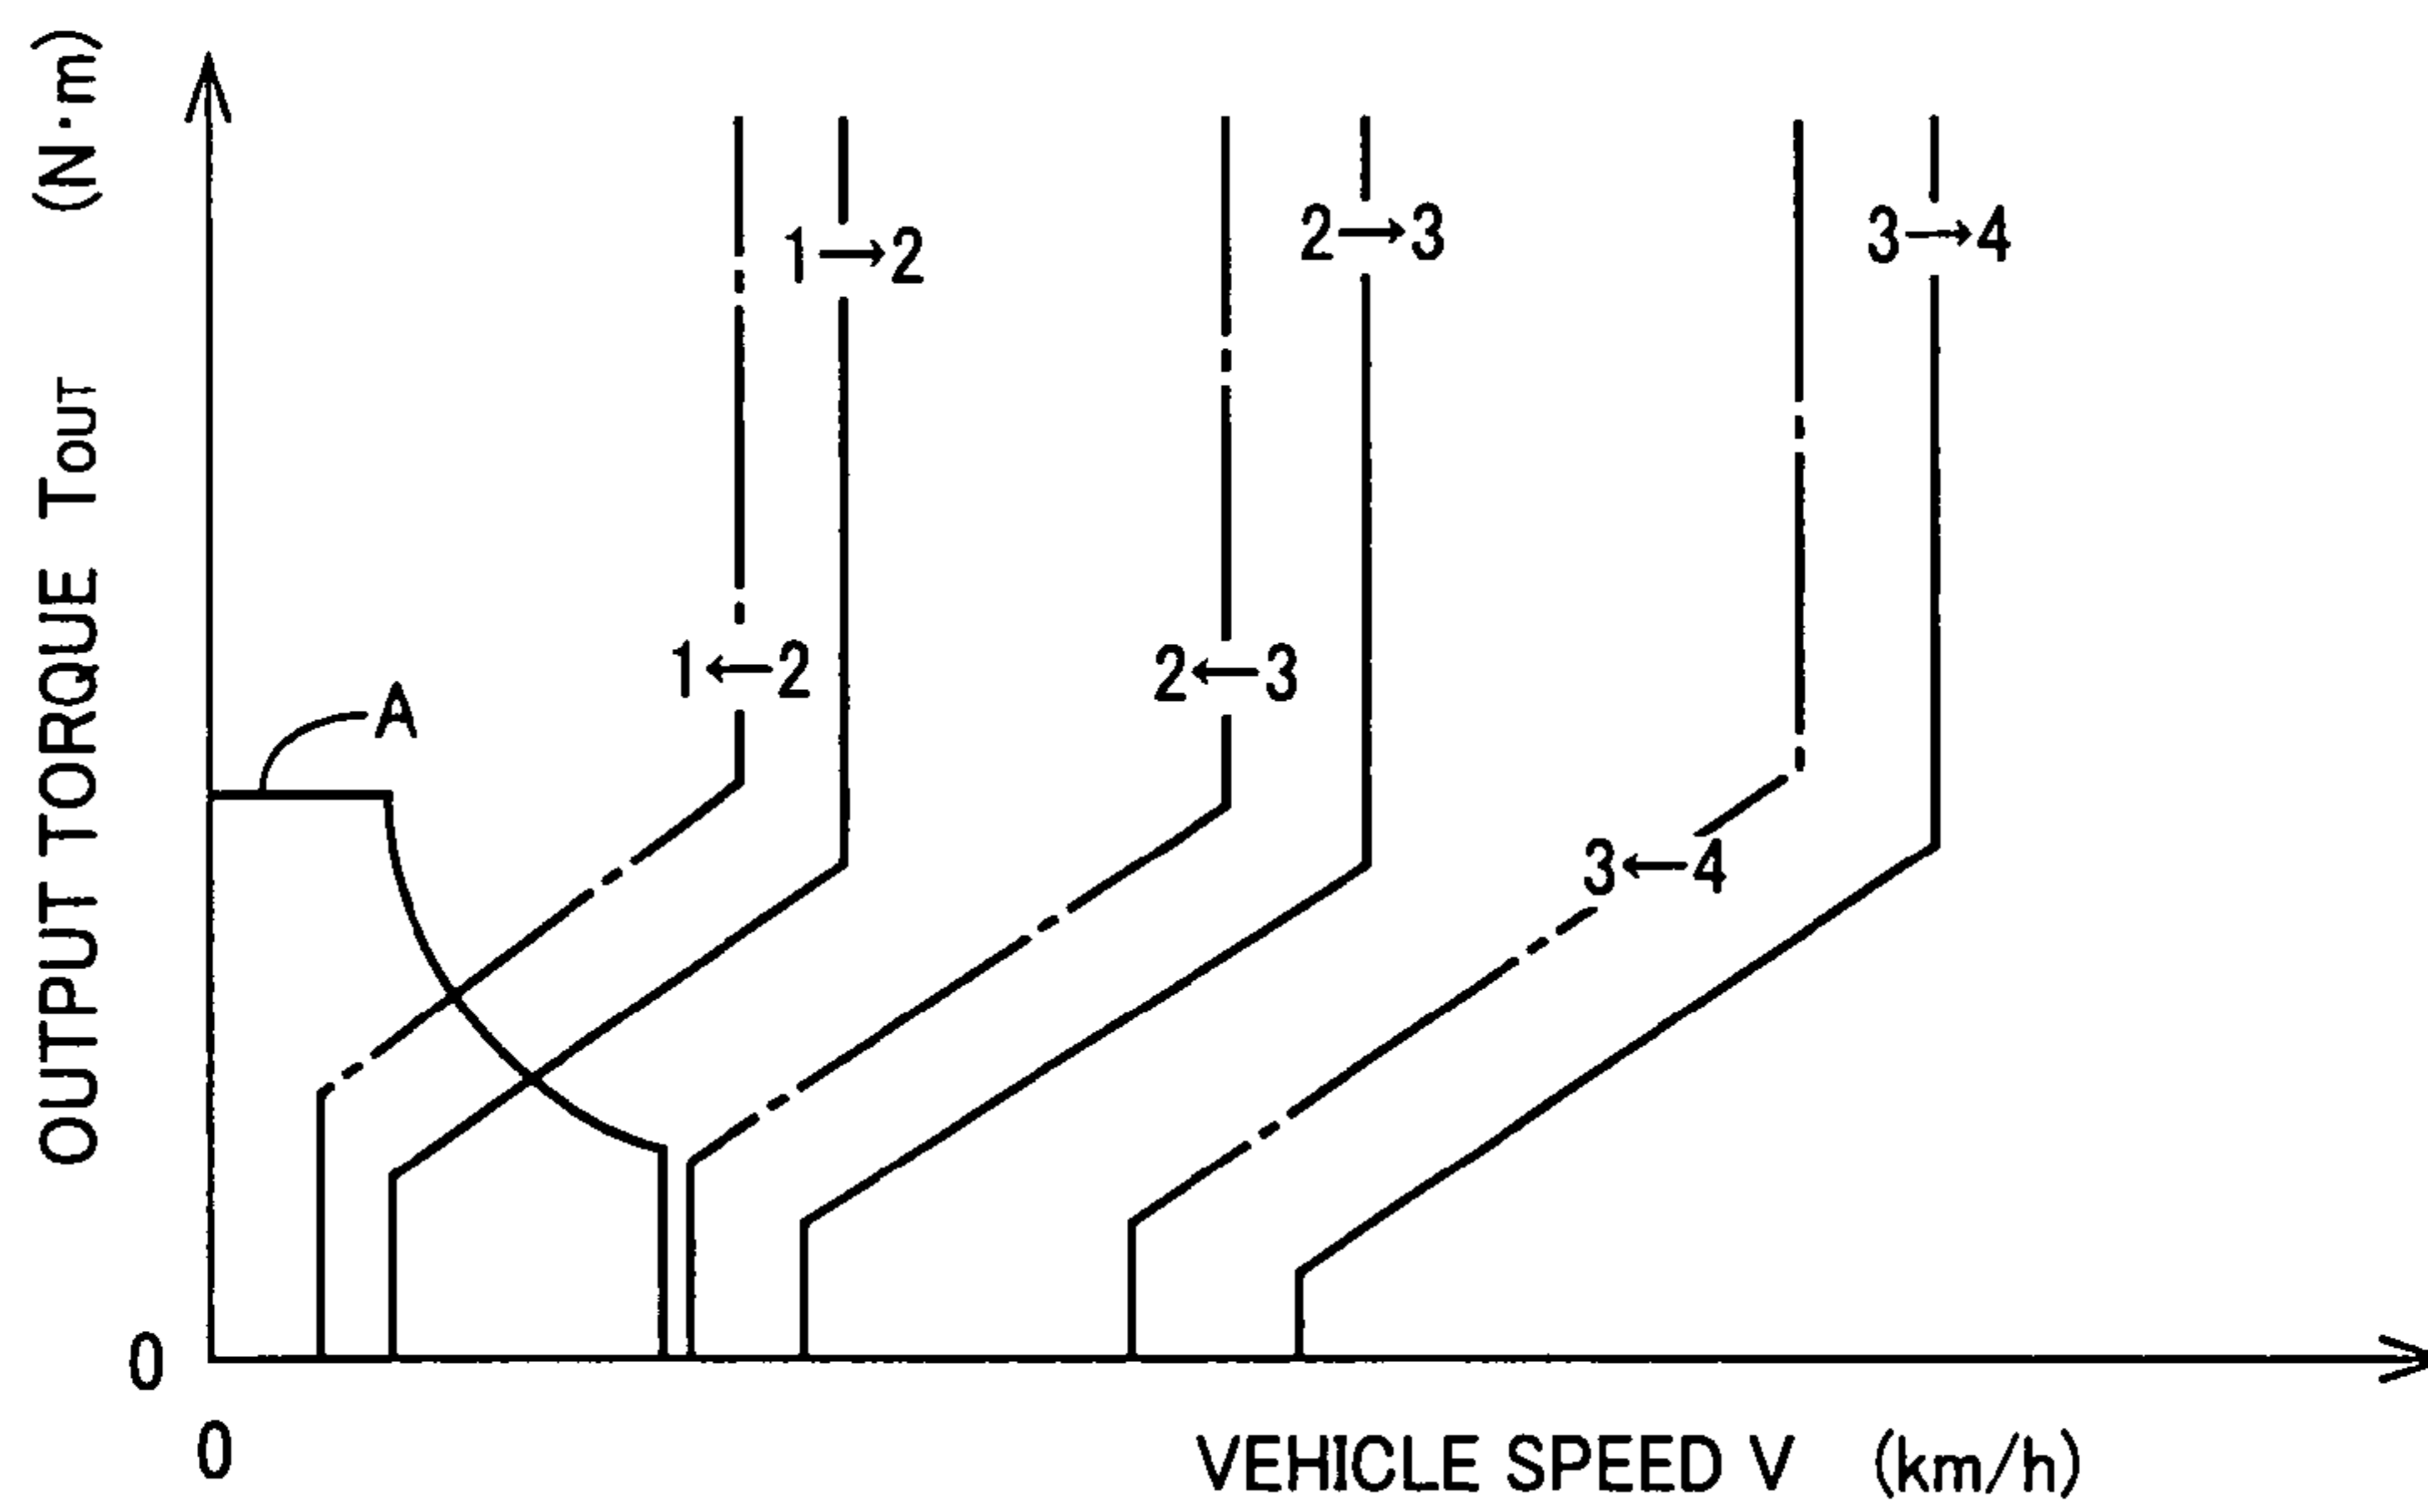 OUTPUT TORQUE TOUT (N·m)
1→2
2→3
3→4
1←2
2←3
A
3←4
0
0
VEHICLE SPEED V (km/h)